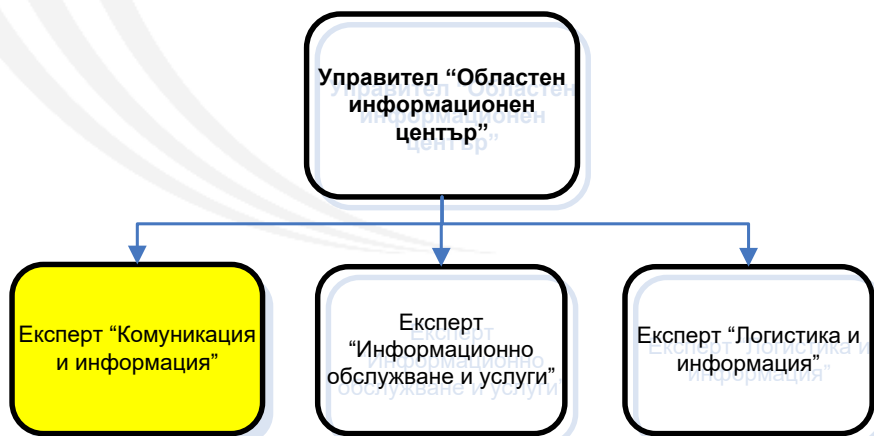 Управител “Областен
информационен
център”
Експерт “Комуникация
и информация”
Експерт
“Информационно
обслужване и услуги”
Експерт “Логистика и
информация”